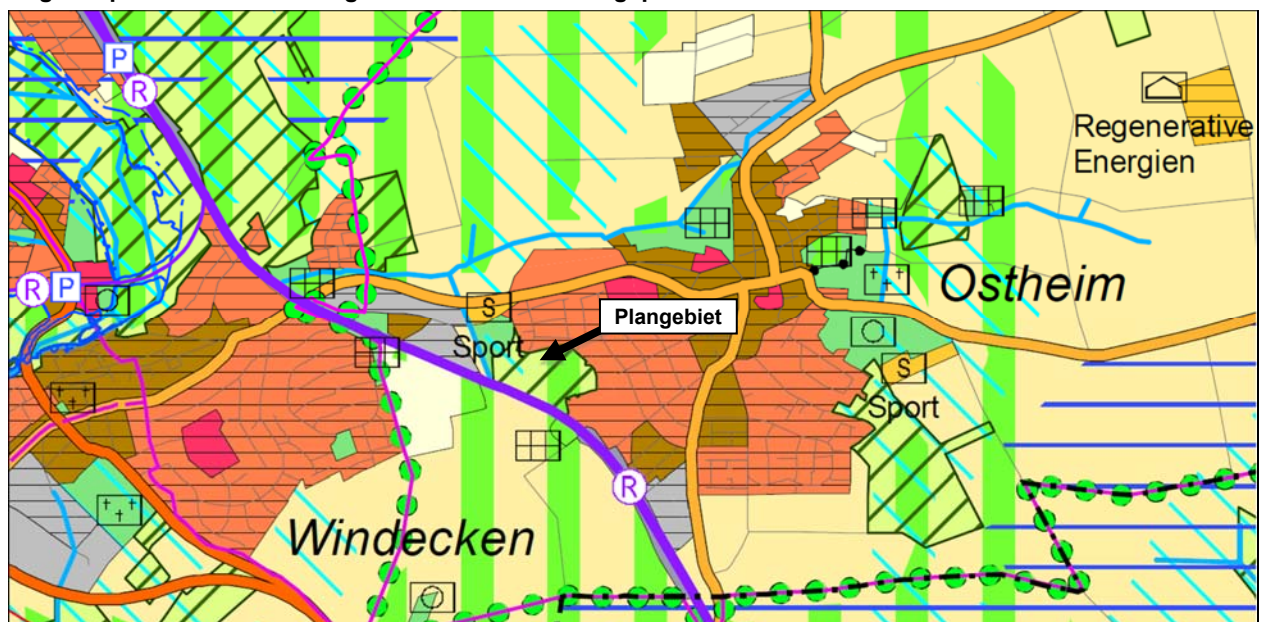 P
R
Regenerative
Energien
Ostheim
R P
S
Plangebiet
Sport
S
Sport
R
Windecken